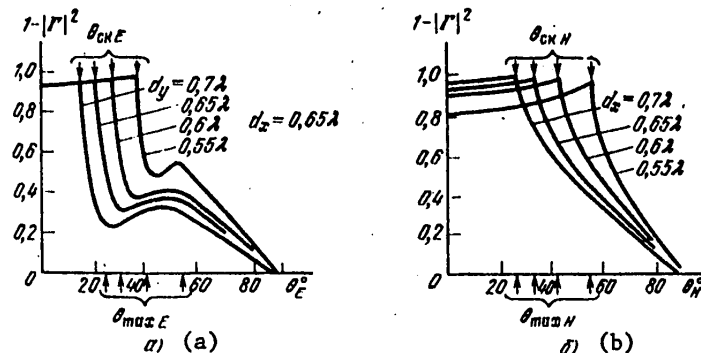 1-|Γ|²
θск E
1,0
0,8
0,6
0,4
0,2
0
dy = 0,7λ
0,65λ
0,6λ
0,55λ
dx = 0,65λ
20 40 60 80 θ°E
θmax E
а) (a)
1-|Γ|²
θск H
1,0
0,8
0,6
0,4
0,2
0
dx = 0,7λ
0,65λ
0,6λ
0,55λ
20 40 60 80 θ°H
θmax H
б) (b)